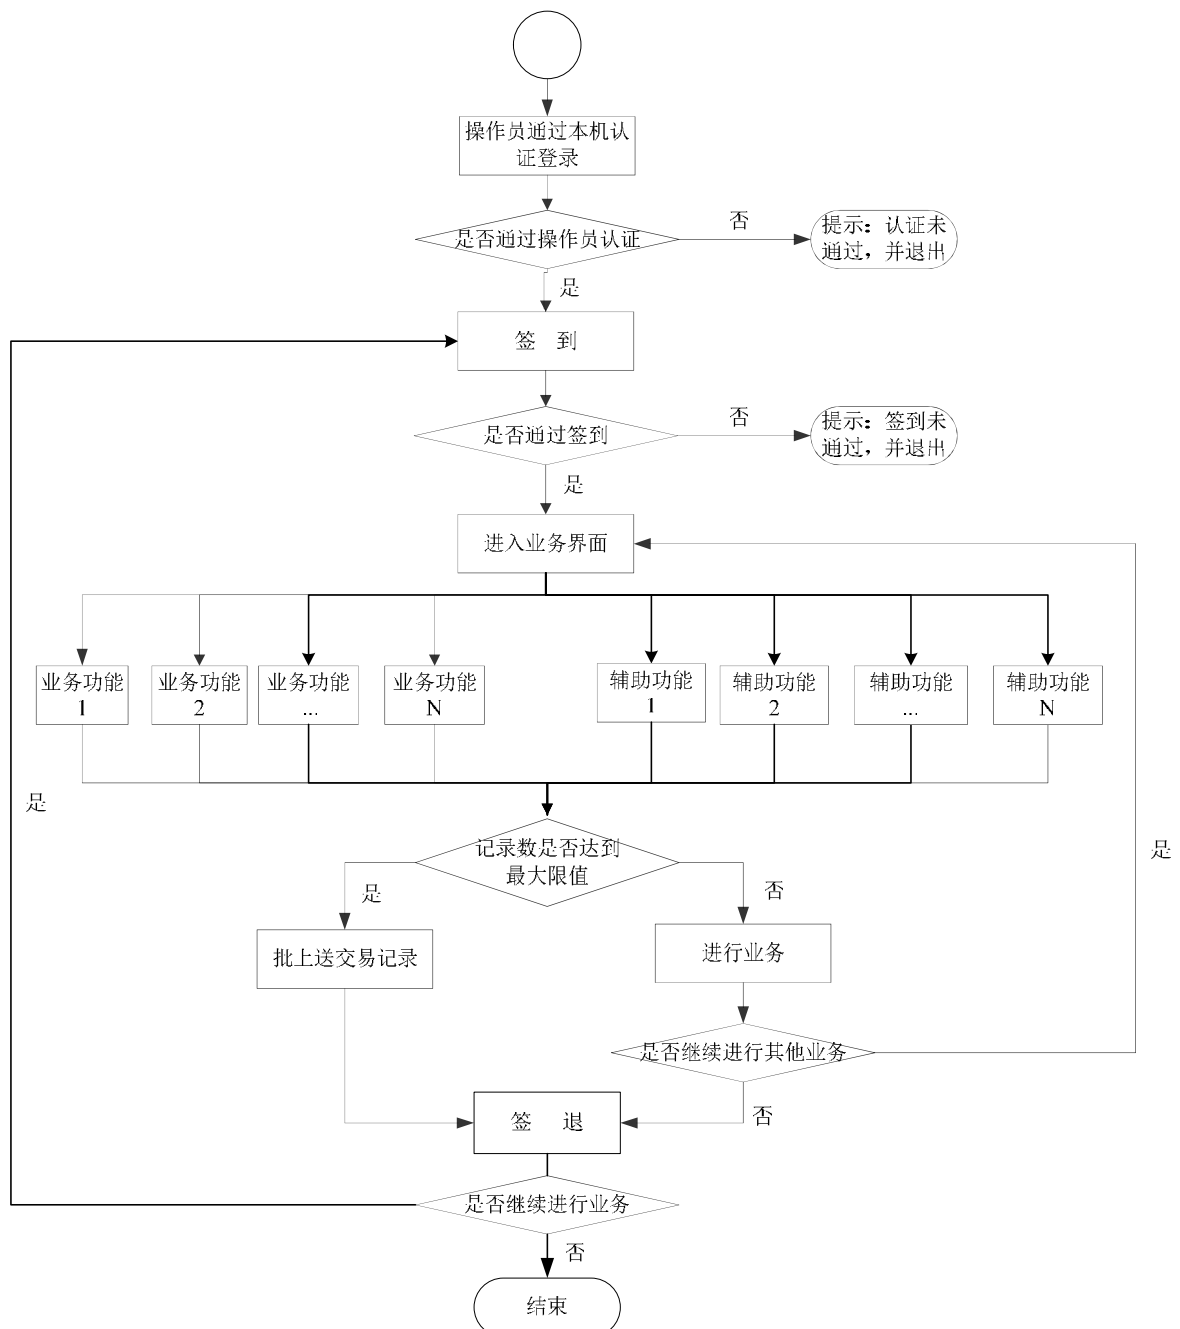 操作员通过本机认
证登录
是否通过操作员认证
否
提示：认证未
通过，并退出
是
签 到
是否通过签到
否
提示：签到未
通过，并退出
是
进入业务界面
业务功能
1
业务功能
2
业务功能
...
业务功能
N
辅助功能
1
辅助功能
2
辅助功能
...
辅助功能
N
是
记录数是否达到
最大限值
是
是
否
批上送交易记录
进行业务
是否继续进行其他业务
签 退
否
是否继续进行业务
否
结束